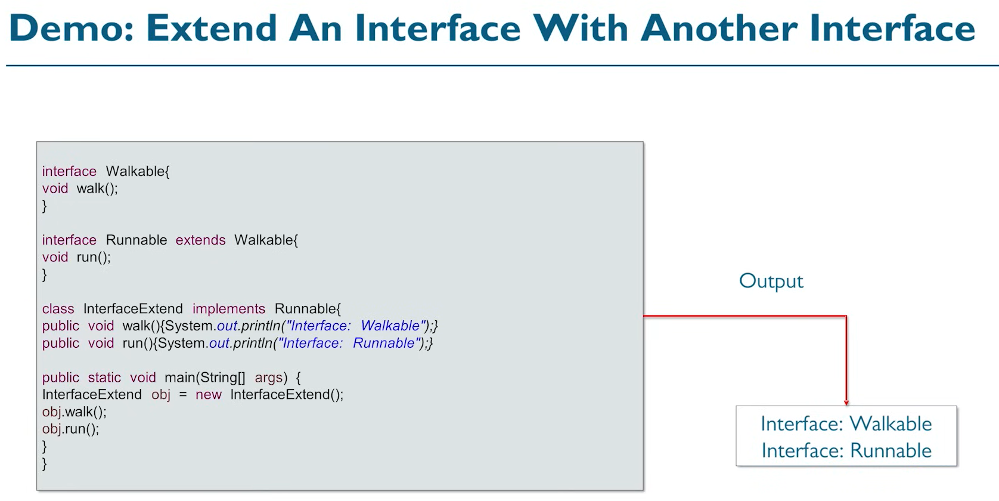 Demo: Extend An Interface With Another Interface
interface Walkable{
void walk();
}
interface Runnable extends Walkable{
void run();
}
class InterfaceExtend implements Runnable{
public void walk(){System.out.println("Interface: Walkable");}
public void run(){System.out.println("Interface: Runnable");}
public static void main(String[] args) {
InterfaceExtend obj = new InterfaceExtend();
obj.walk();
obj.run();
}
}
Output
Interface: Walkable
Interface: Runnable